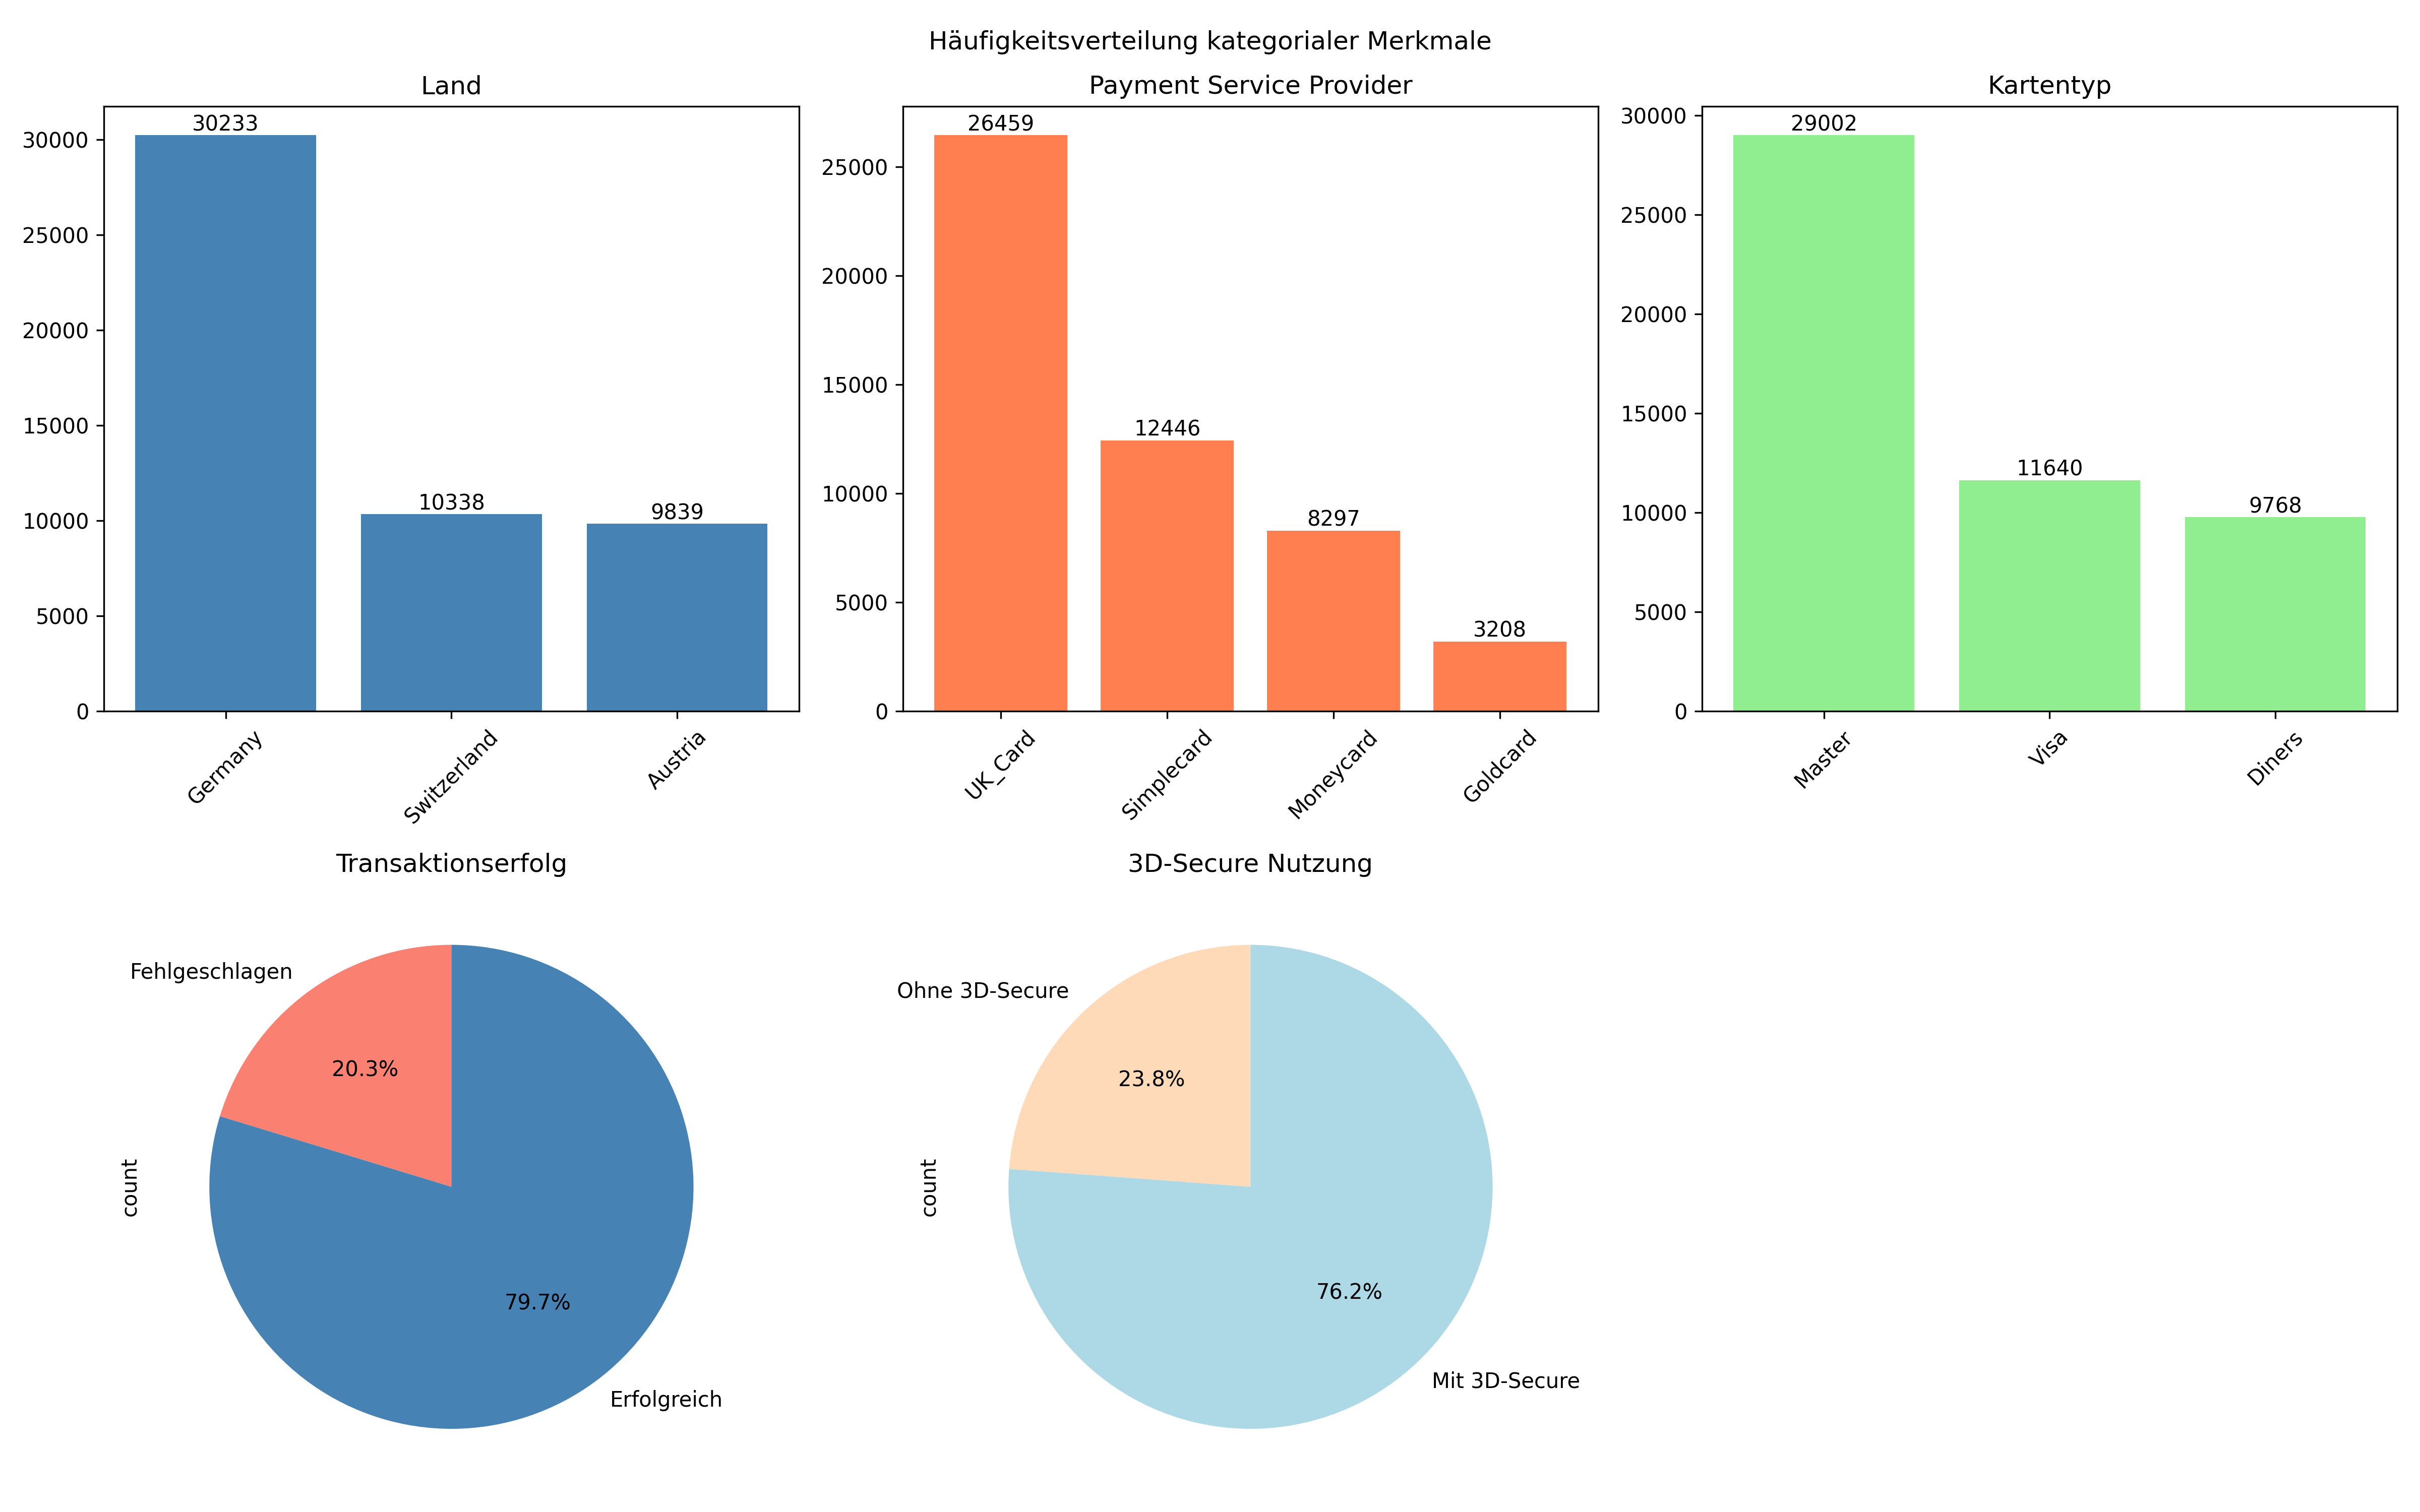 Häufigkeitsverteilung kategorialer Merkmale
Land
30000
25000
20000
15000
10000
5000
0
30233
10338
9839
Germany
Switzerland
Austria
Payment Service Provider
25000
20000
15000
10000
5000
0
26459
12446
8297
3208
UK_Card
Simplecard
Moneycard
Goldcard
Kartentyp
30000
25000
20000
15000
10000
5000
0
29002
11640
9768
Master
Visa
Diners
Transaktionserfolg
Fehlgeschlagen
20.3%
count
79.7%
Erfolgreich
3D-Secure Nutzung
Ohne 3D-Secure
23.8%
count
76.2%
Mit 3D-Secure